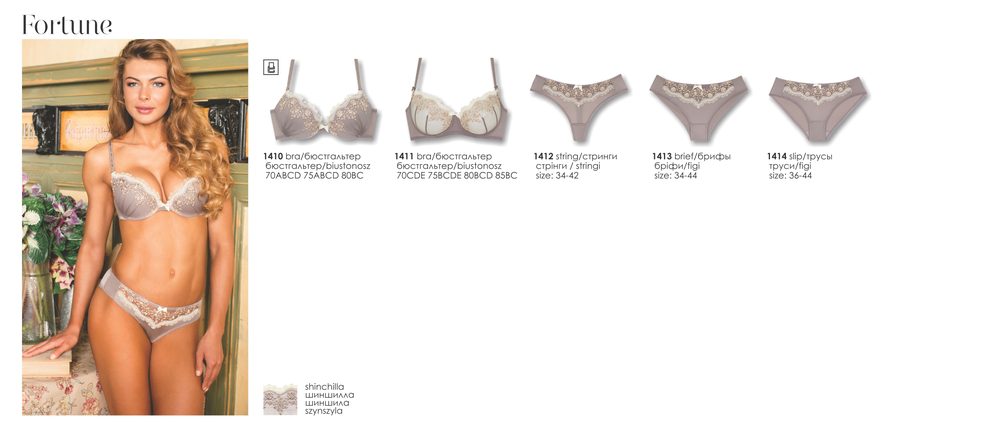 Fortune
1410 bra/бюстгальтер
бюстгальтер/biustonosz
70ABCD 75ABCD 80BC
1411 bra/бюстгальтер
бюстгальтер/biustonosz
70CDE 75BCDE 80BCD 85BC
1412 string/стринги
стрінги / stringi
size: 34-42
1413 brief/брифы
бріфи/figi
size: 34-44
1414 slip/трусы
труси/figi
size: 36-44
shinchilla
шиншилла
шиншила
szynszyla